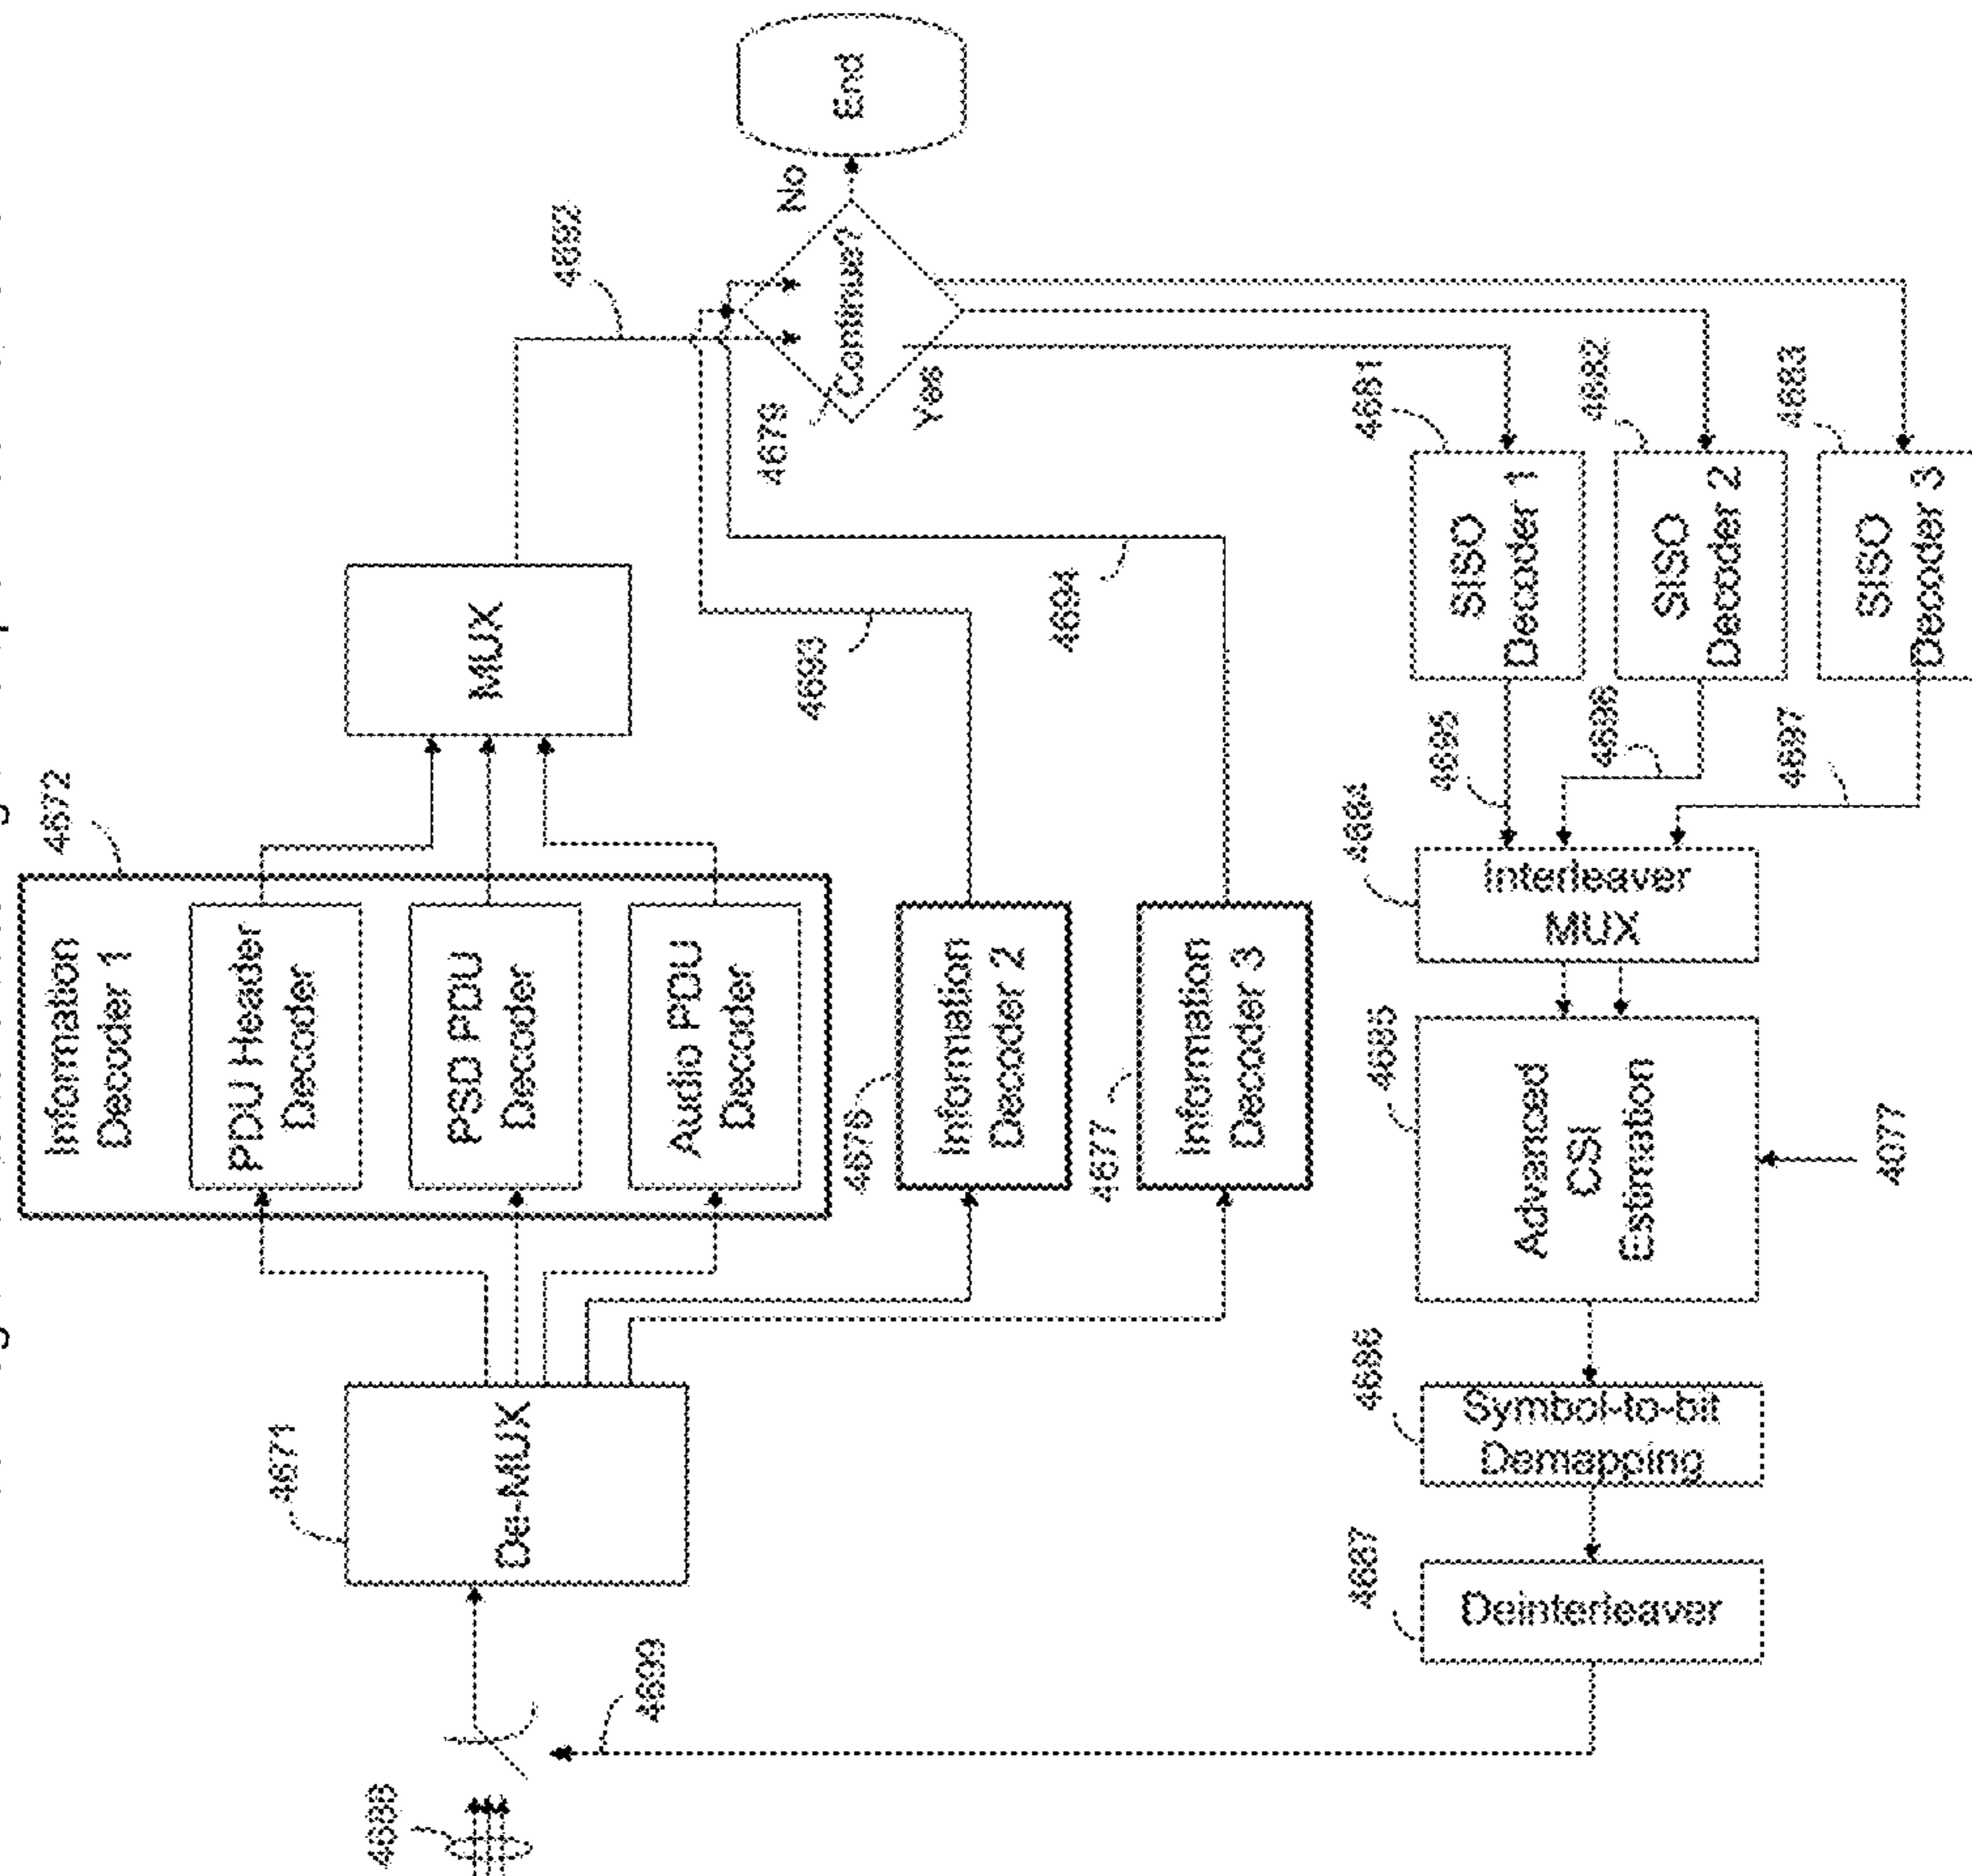 4672
Information
Decoder 1
PDU Header
Decoder
PSD PDU
Decoder
Audio PDU
Decoder
4671
De-MUX
MUX
4692
No
End
Continue?
4679
Yes
4693
4694
4676
Information
Decoder 2
4677
Information
Decoder 3
4681
SISO
Decoder 1
4682
SISO
Decoder 2
4683
SISO
Decoder 3
4695
4696
4697
4684
Interleaver
MUX
4685
Advanced
CSI
Estimation
4077
4686
Symbol-to-bit
Demapping
4687
Deinterleaver